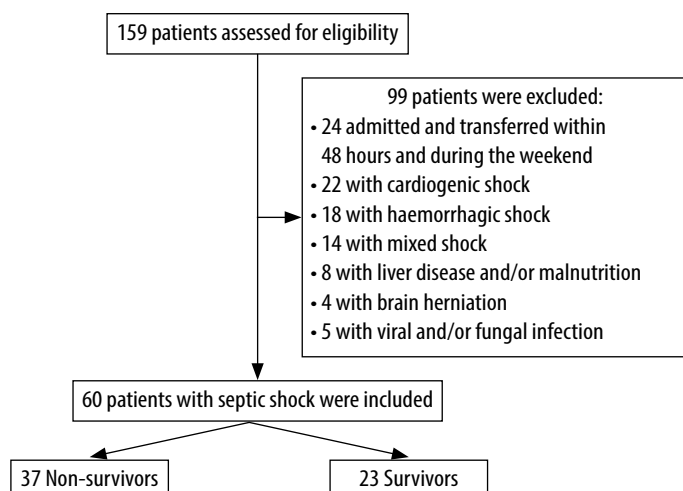 159 patients assessed for eligibility
99 patients were excluded:
• 24 admitted and transferred within
48 hours and during the weekend
• 22 with cardiogenic shock
• 18 with haemorrhagic shock
• 14 with mixed shock
• 8 with liver disease and/or malnutrition
• 4 with brain herniation
• 5 with viral and/or fungal infection
60 patients with septic shock were included
37 Non-survivors
23 Survivors